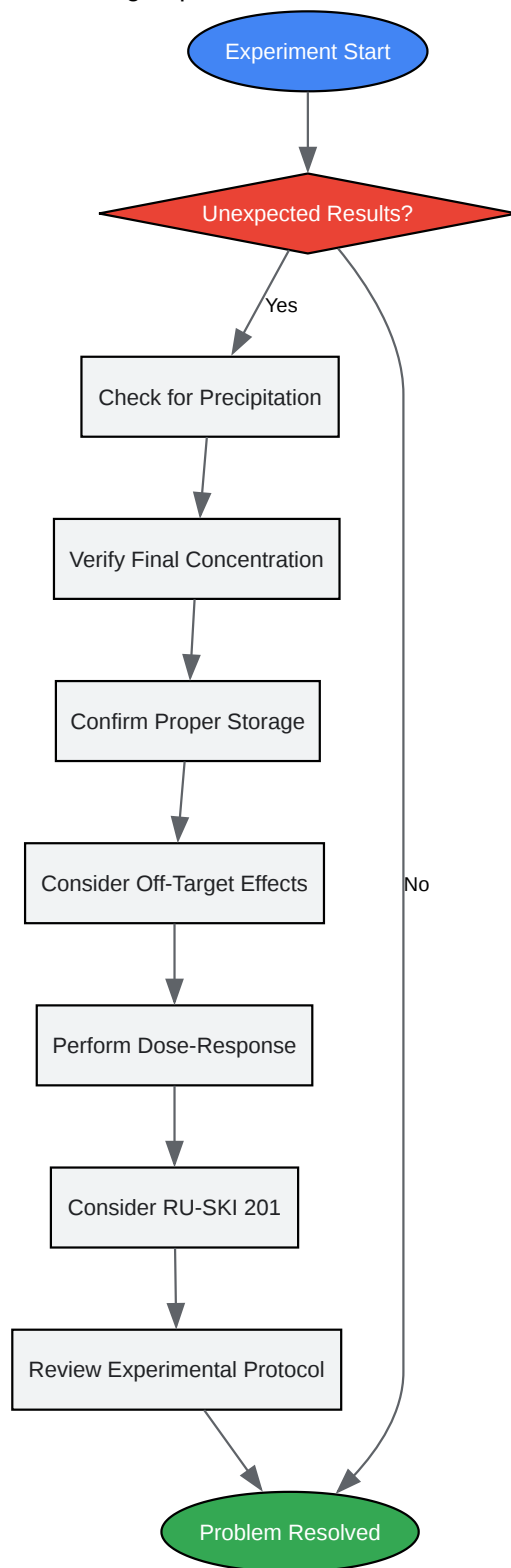 Experiment Start
Unexpected Results?
Yes
Check for Precipitation
Verify Final Concentration
Confirm Proper Storage
Consider Off-Target Effects
No
Perform Dose-Response
Consider RU-SKI 201
Review Experimental Protocol
Problem Resolved